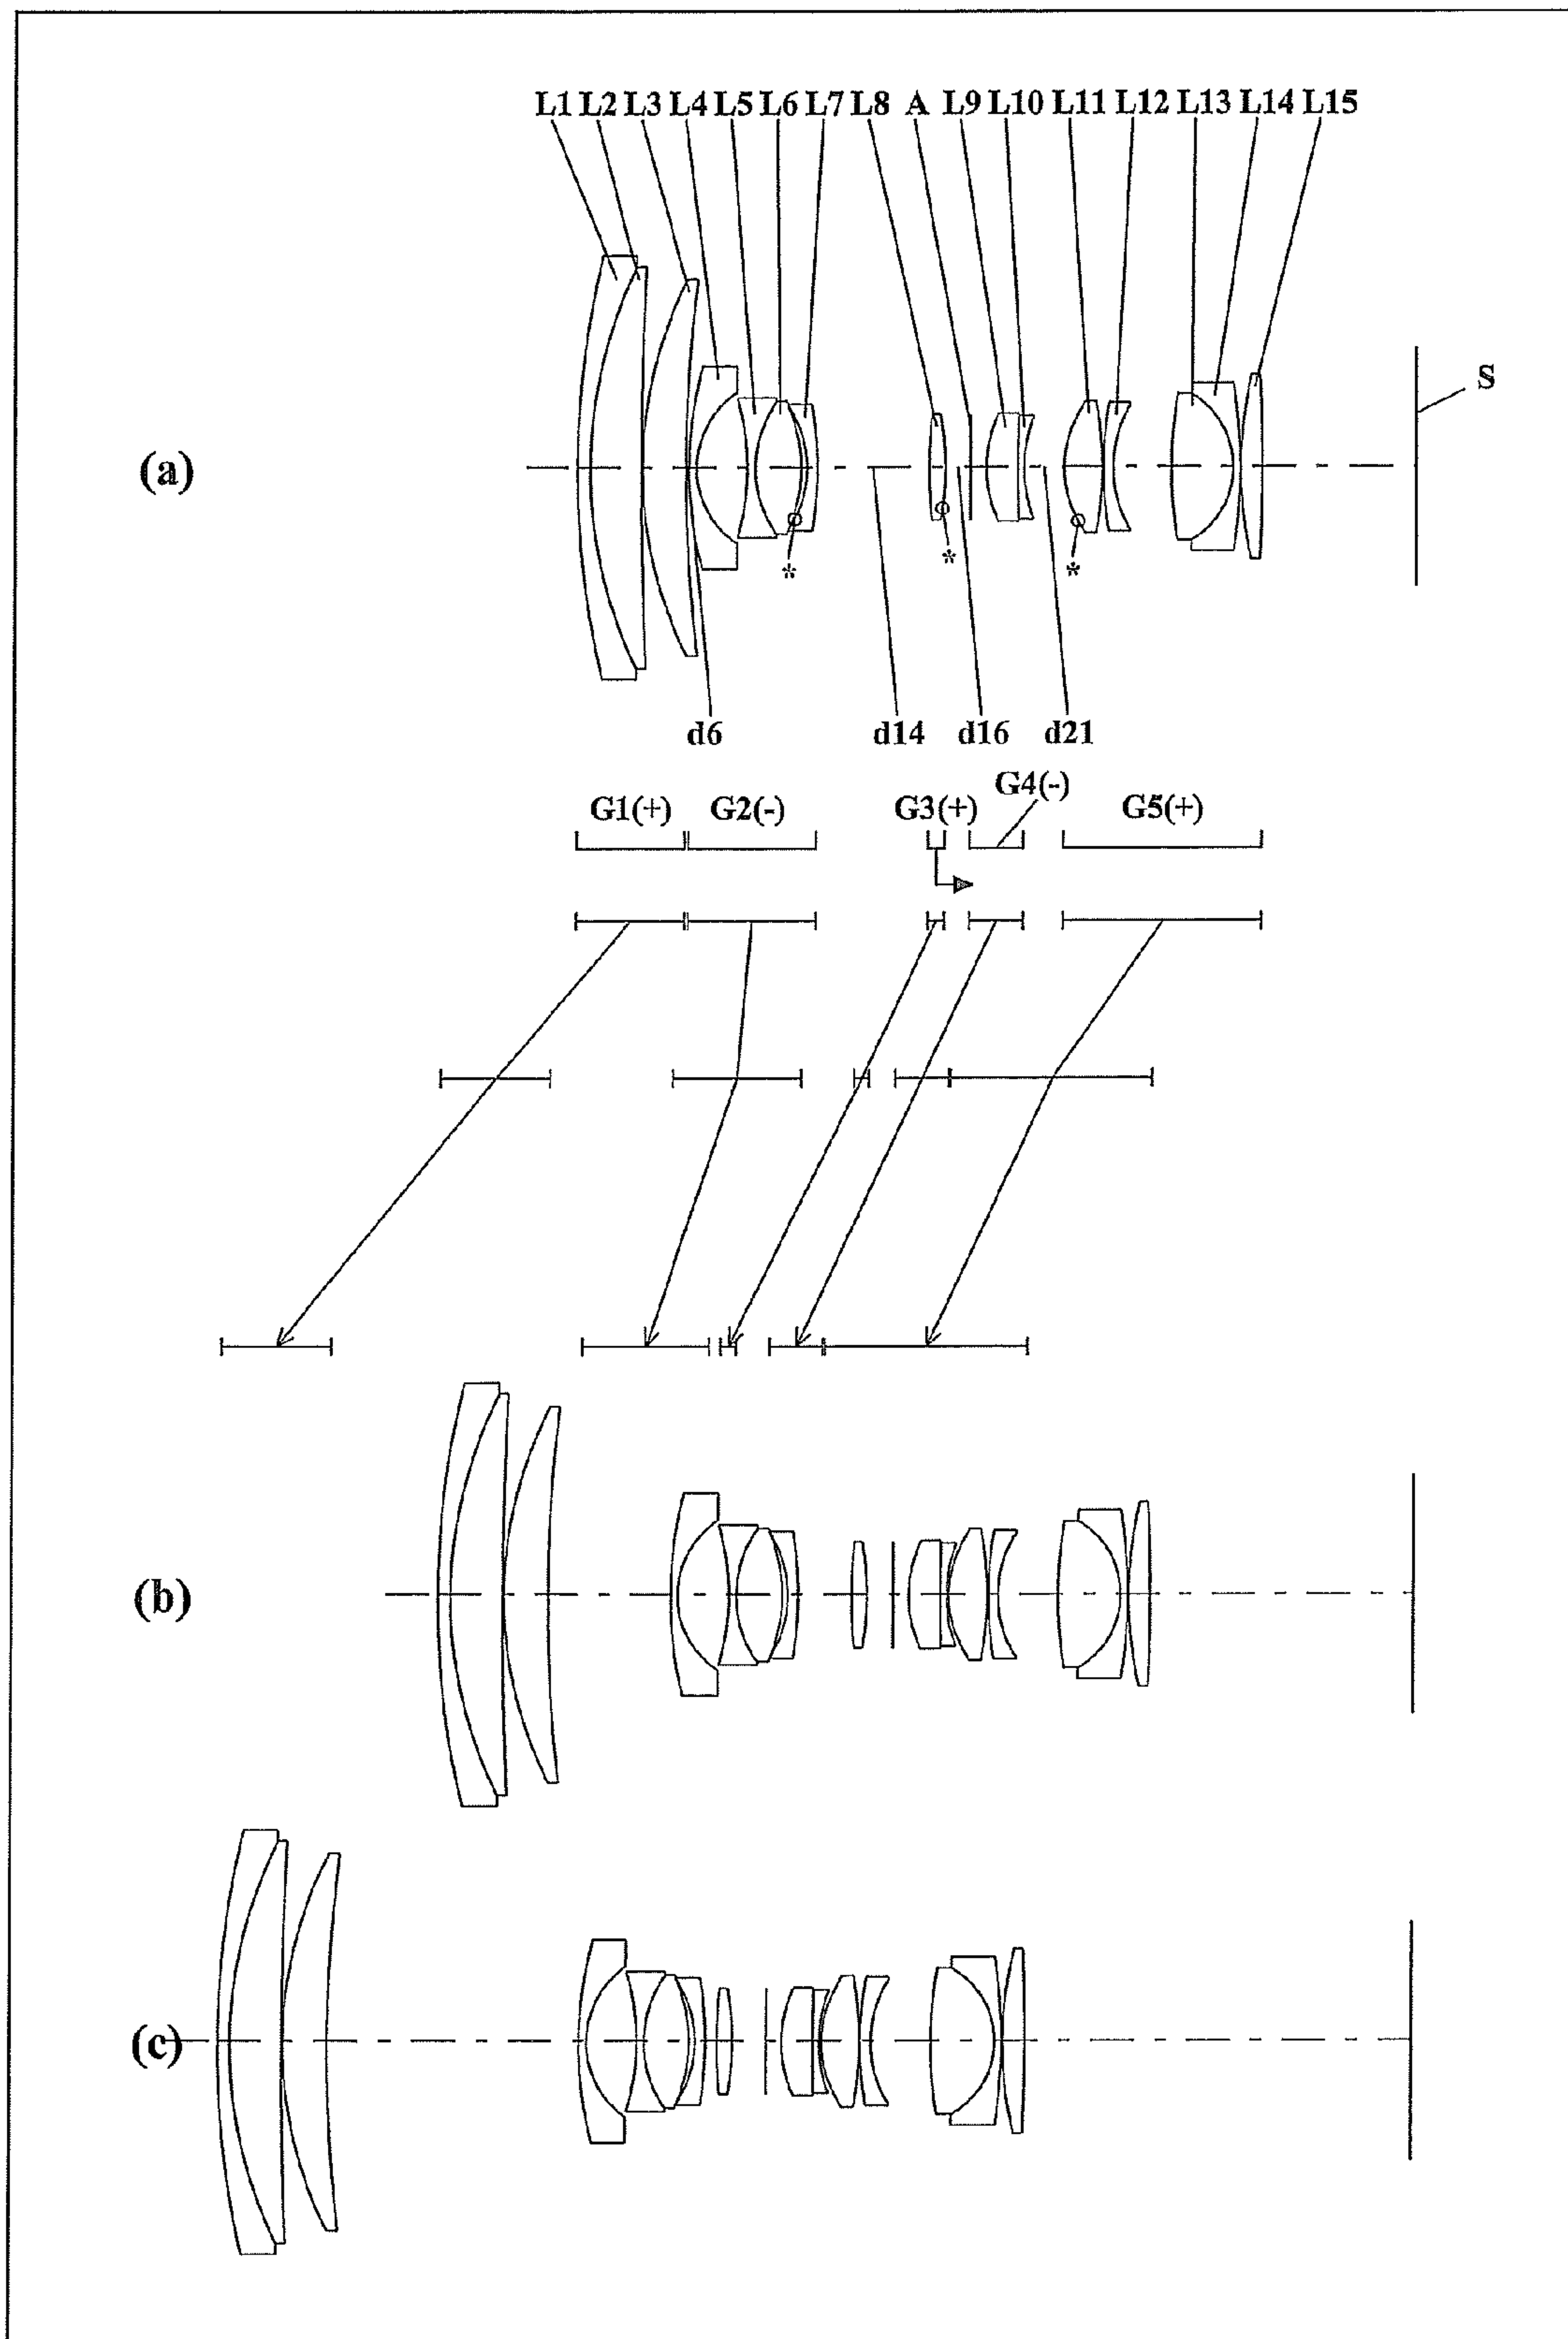 L1 L2 L3 L4 L5 L6 L7 L8 A L9 L10 L11 L12 L13 L14 L15
S
(a)
* * *
d6 d14 d16 d21
G1(+) G2(-) G3(+) G4(-) G5(+)
(b)
(c)